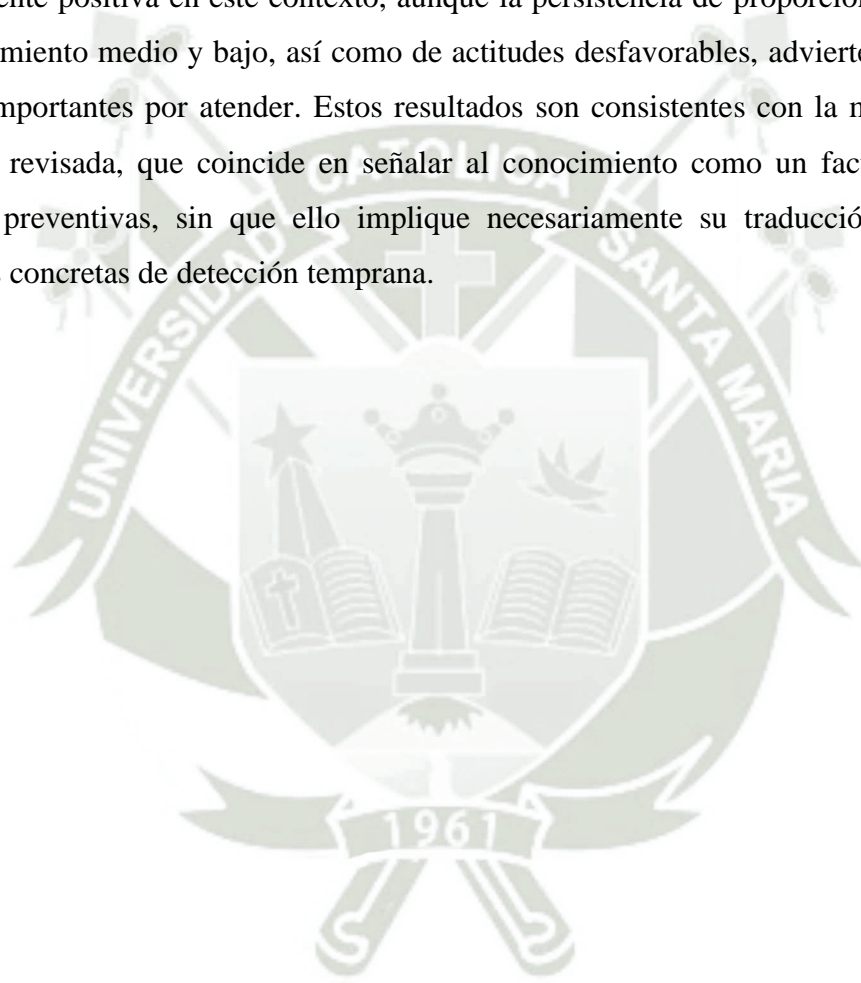 ente positiva en este contexto, aunque la persistencia de proporcion
miento medio y bajo, así como de actitudes desfavorables, advierte
mportantes por atender. Estos resultados son consistentes con la
revisada, que coincide en señalar al conocimiento como un fac
preventivas, sin que ello implique necesariamente su traducció
concretas de detección temprana.
UNIVERSIDAD CATOLICA SANTA MARIA
1961